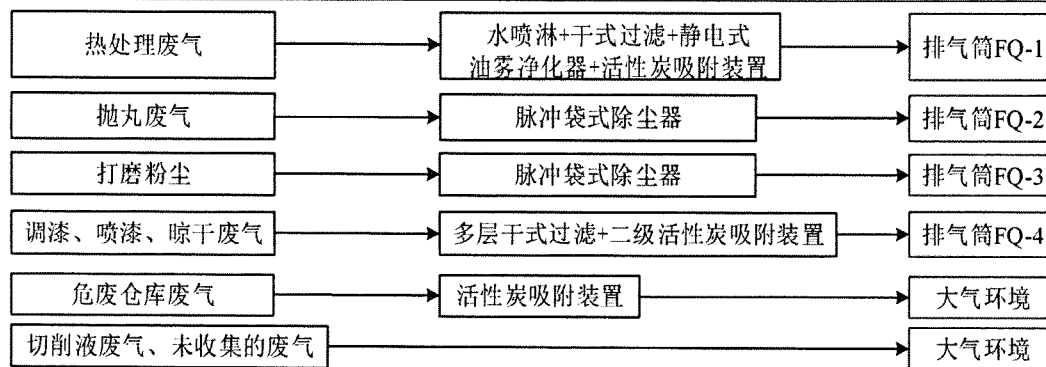 热处理废气
水喷淋+干式过滤+静电式
油雾净化器+活性炭吸附装置
排气筒FQ-1
抛丸废气
脉冲袋式除尘器
排气筒FQ-2
打磨粉尘
脉冲袋式除尘器
排气筒FQ-3
调漆、喷漆、晾干废气
多层干式过滤+二级活性炭吸附装置
排气筒FQ-4
危废仓库废气
活性炭吸附装置
大气环境
切削液废气、未收集的废气
大气环境